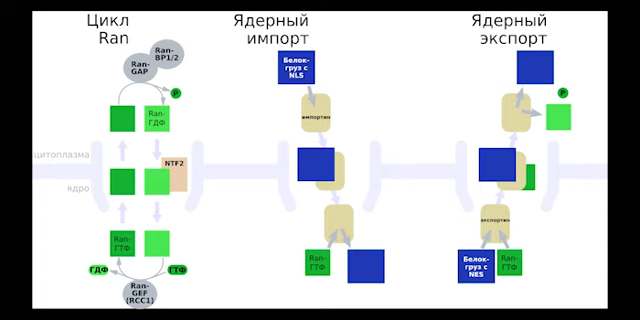 Цикл
Ran
Ядерный
импорт
Ядерный
экспорт
Ran-
BP1/2
Ran-
GAP
P
Ran-
ГДФ
NTF2
цитоплазма
ядро
Ran-
ГТФ
ГДФ
ГТФ
Ran-
GEF
(RCC1)
Белок-
груз с
NLS
импортин
Ran-
ГТФ
P
экспортин
Белок-
груз с
NES
Ran-
ГТФ